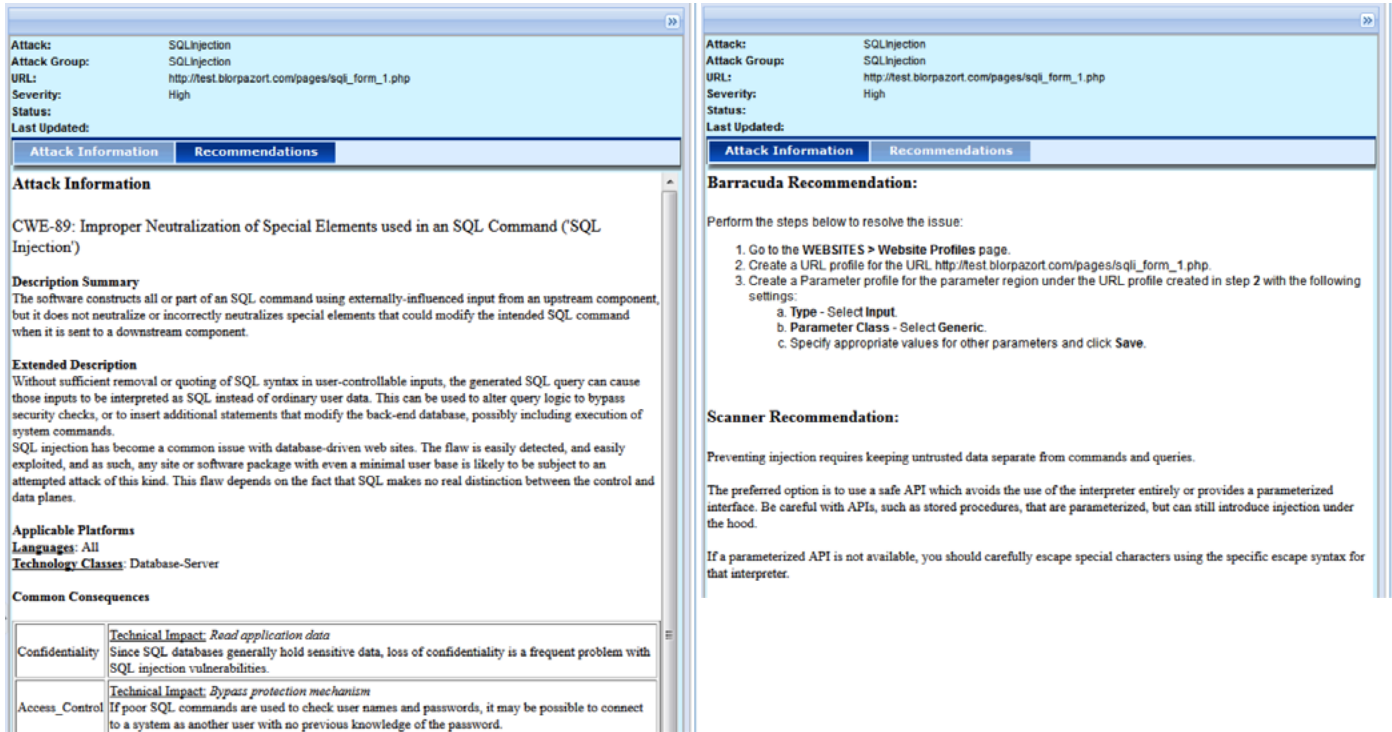 Attack: SQLInjection
Attack Group: SQLInjection
URL: http://test.blorpazort.com/pages/sqli_form_1.php
Severity: High
Status:
Last Updated:
Attack Information Recommendations
Attack Information
CWE-89: Improper Neutralization of Special Elements used in an SQL Command ('SQL
Injection')
Description Summary
The software constructs all or part of an SQL command using externally-influenced input from an upstream component,
but it does not neutralize or incorrectly neutralizes special elements that could modify the intended SQL command
when it is sent to a downstream component.
Extended Description
Without sufficient removal or quoting of SQL syntax in user-controllable inputs, the generated SQL query can cause
those inputs to be interpreted as SQL instead of ordinary user data. This can be used to alter query logic to bypass
security checks, or to insert additional statements that modify the back-end database, possibly including execution of
system commands.
SQL injection has become a common issue with database-driven web sites. The flaw is easily detected, and easily
exploited, and as such, any site or software package with even a minimal user base is likely to be subject to an
attempted attack of this kind. This flaw depends on the fact that SQL makes no real distinction between the control and
data planes.
Applicable Platforms
Languages: All
Technology Classes: Database-Server
Common Consequences
Technical Impact: Read application data
Confidentiality Since SQL databases generally hold sensitive data, loss of confidentiality is a frequent problem with
SQL injection vulnerabilities.
Technical Impact: Bypass protection mechanism
Access_Control If poor SQL commands are used to check user names and passwords, it may be possible to connect
to a system as another user with no previous knowledge of the password.
Attack: SQLInjection
Attack Group: SQLInjection
URL: http://test.blorpazort.com/pages/sqli_form_1.php
Severity: High
Status:
Last Updated:
Attack Information Recommendations
Barracuda Recommendation:
Perform the steps below to resolve the issue:
1. Go to the WEBSITES > Website Profiles page.
2. Create a URL profile for the URL http://test.blorpazort.com/pages/sqli_form_1.php.
3. Create a Parameter profile for the parameter region under the URL profile created in step 2 with the following
settings:
a. Type - Select Input.
b. Parameter Class - Select Generic.
c. Specify appropriate values for other parameters and click Save.
Scanner Recommendation:
Preventing injection requires keeping untrusted data separate from commands and queries.
The preferred option is to use a safe API which avoids the use of the interpreter entirely or provides a parameterized
interface. Be careful with APIs, such as stored procedures, that are parameterized, but can still introduce injection under
the hood.
If a parameterized API is not available, you should carefully escape special characters using the specific escape syntax for
that interpreter.